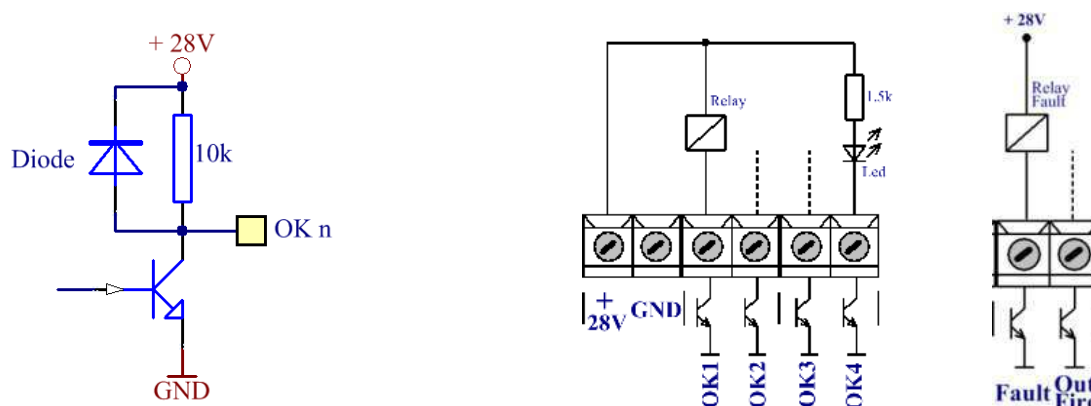 + 28V
Diode
10k
OK n
GND
Relay
1.5k
Led
+
28V
GND
OK1
OK2
OK3
OK4
+ 28V
Relay
Fault
Fault
Out